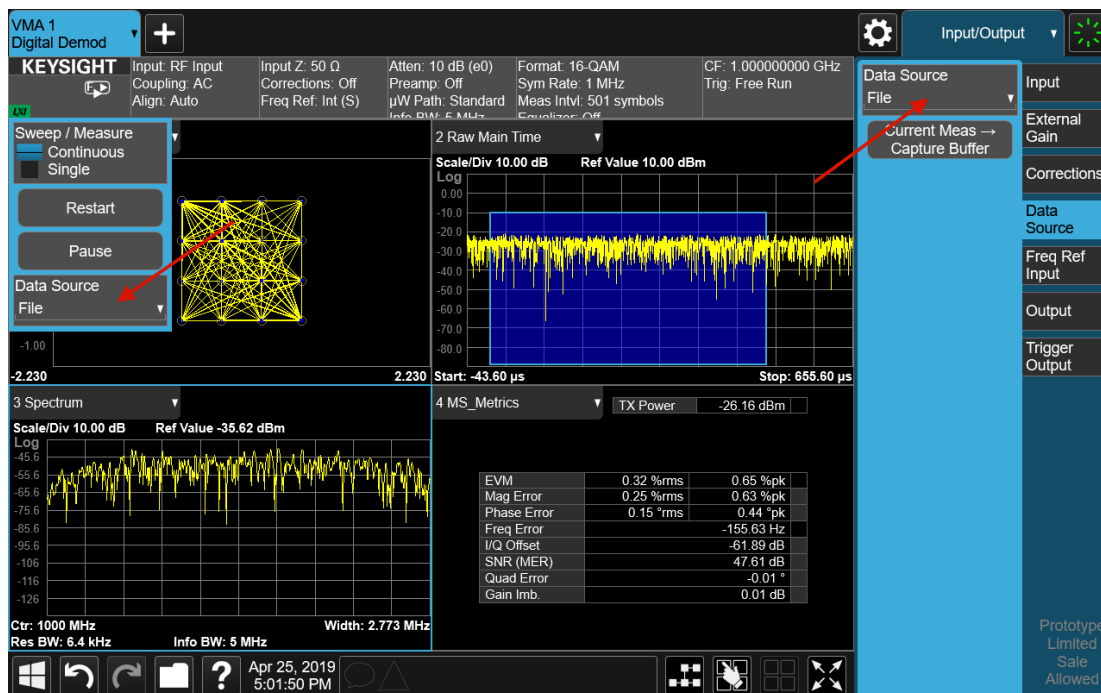 VMA 1
Digital Demod
Input/Output
KEYSIGHT
LXI
Input: RF Input
Coupling: AC
Align: Auto
Input Z: 50 Ω
Corrections: Off
Freq Ref: Int (S)
Atten: 10 dB (e0)
Preamp: Off
µW Path: Standard
Info BW: 5 MHz
Format: 16-QAM
Sym Rate: 1 MHz
Meas Intvl: 501 symbols
Equalizer: Off
CF: 1.000000000 GHz
Trig: Free Run
Sweep / Measure
Continuous
Single
Restart
Pause
Data Source
File
-1.00
-2.230 2.230
2 Raw Main Time
Scale/Div 10.00 dB Ref Value 10.00 dBm
Log
0.00
-10.0
-20.0
-30.0
-40.0
-50.0
-60.0
-70.0
-80.0
Start: -43.60 µs Stop: 655.60 µs
3 Spectrum
Scale/Div 10.00 dB Ref Value -35.62 dBm
Log
-45.6
-55.6
-65.6
-75.6
-85.6
-95.6
-106
-116
-126
Ctr: 1000 MHz Width: 2.773 MHz
Res BW: 6.4 kHz Info BW: 5 MHz
4 MS_Metrics
TX Power -26.16 dBm
EVM 0.32 %rms 0.65 %pk
Mag Error 0.25 %rms 0.63 %pk
Phase Error 0.15 °rms 0.44 °pk
Freq Error -155.63 Hz
I/Q Offset -61.89 dB
SNR (MER) 47.61 dB
Quad Error -0.01 °
Gain Imb. 0.01 dB
Data Source
File
Current Meas →
Capture Buffer
Input
External
Gain
Corrections
Data
Source
Freq Ref
Input
Output
Trigger
Output
Prototype
Limited
Sale
Allowed
?
Apr 25, 2019
5:01:50 PM